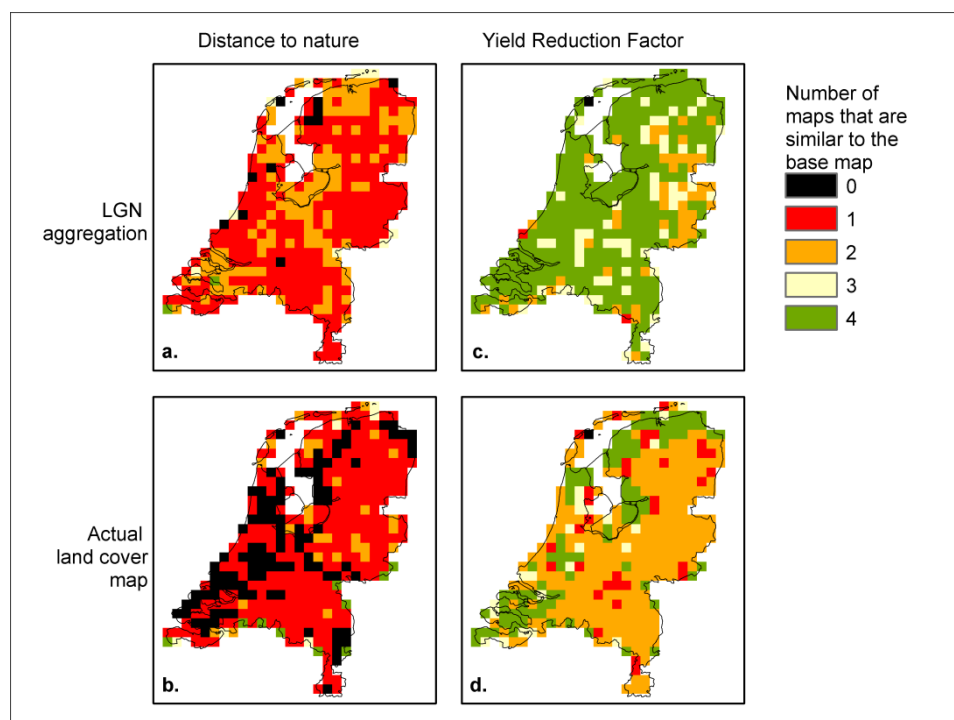 Distance to nature
Yield Reduction Factor
LGN
aggregation
a.
c.
Number of
maps that are
similar to the
base map
0
1
2
3
4
Actual
land cover
map
b.
d.